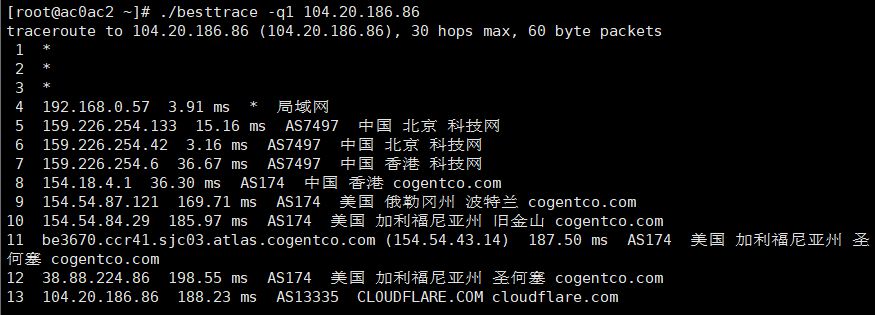 [root@ac0ac2 ~]# ./besttrace -q1 104.20.186.86
traceroute to 104.20.186.86 (104.20.186.86), 30 hops max, 60 byte packets
1 *
2 *
3 *
4 192.168.0.57 3.91 ms * 局域网
5 159.226.254.133 15.16 ms AS7497 中国 北京 科技网
6 159.226.254.42 3.16 ms AS7497 中国 北京 科技网
7 159.226.254.6 36.67 ms AS7497 中国 香港 科技网
8 154.18.4.1 36.30 ms AS174 中国 香港 cogentco.com
9 154.54.87.121 169.71 ms AS174 美国 俄勒冈州 波特兰 cogentco.com
10 154.54.84.29 185.97 ms AS174 美国 加利福尼亚州 旧金山 cogentco.com
11 be3670.ccr41.sjc03.atlas.cogentco.com (154.54.43.14) 187.50 ms AS174 美国 加利福尼亚州 圣
何塞 cogentco.com
12 38.88.224.86 198.55 ms AS174 美国 加利福尼亚州 圣何塞 cogentco.com
13 104.20.186.86 188.23 ms AS13335 CLOUDFLARE.COM cloudflare.com